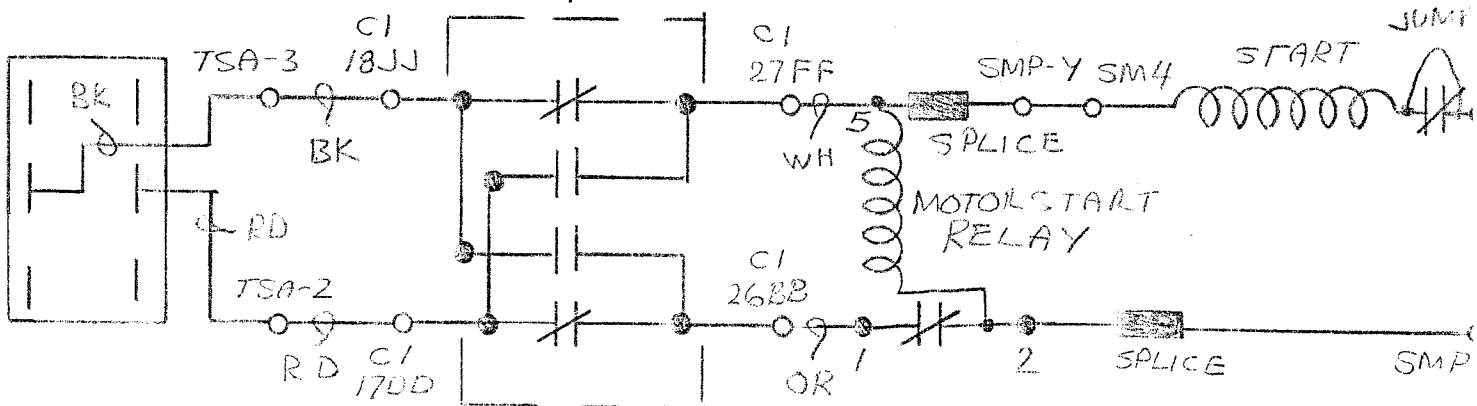 BK
RD
TSA-3
C1
18JJ
BK
TSA-2
RD
C1
17DD
C1
27FF
WH
5
SPLICE
SMP-Y
SM4
START
JUMP
MOTOR START
RELAY
C1
26BB
OR
1
2
SPLICE
SMP